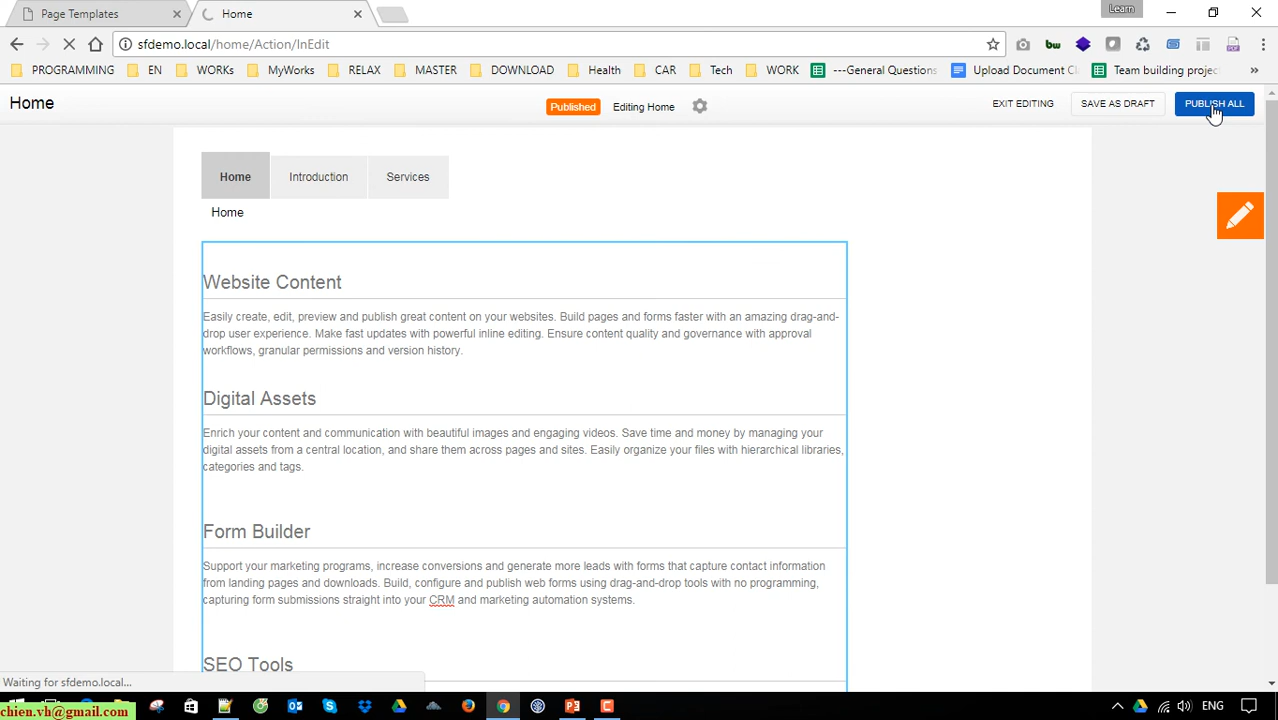 Page Templates
Home
Learn
sfdemo.local/home/Action/InEdit
PROGRAMMING
EN
WORKs
MyWorks
RELAX
MASTER
DOWNLOAD
Health
CAR
Tech
WORK
---General Questions
Upload Document Cl
Team building projec
Home
Published
Editing Home
EXIT EDITING
SAVE AS DRAFT
PUBLISH ALL
Home
Introduction
Services
Home
Website Content
Easily create, edit, preview and publish great content on your websites. Build pages and forms faster with an amazing drag-and-
drop user experience. Make fast updates with powerful inline editing. Ensure content quality and governance with approval
workflows, granular permissions and version history.
Digital Assets
Enrich your content and communication with beautiful images and engaging videos. Save time and money by managing your
digital assets from a central location, and share them across pages and sites. Easily organize your files with hierarchical libraries,
categories and tags.
Form Builder
Support your marketing programs, increase conversions and generate more leads with forms that capture contact information
from landing pages and downloads. Build, configure and publish web forms using drag-and-drop tools with no programming,
capturing form submissions straight into your CRM and marketing automation systems.
SEO Tools
Waiting for sfdemo.local...
chien.vh@gmail.com
ENG